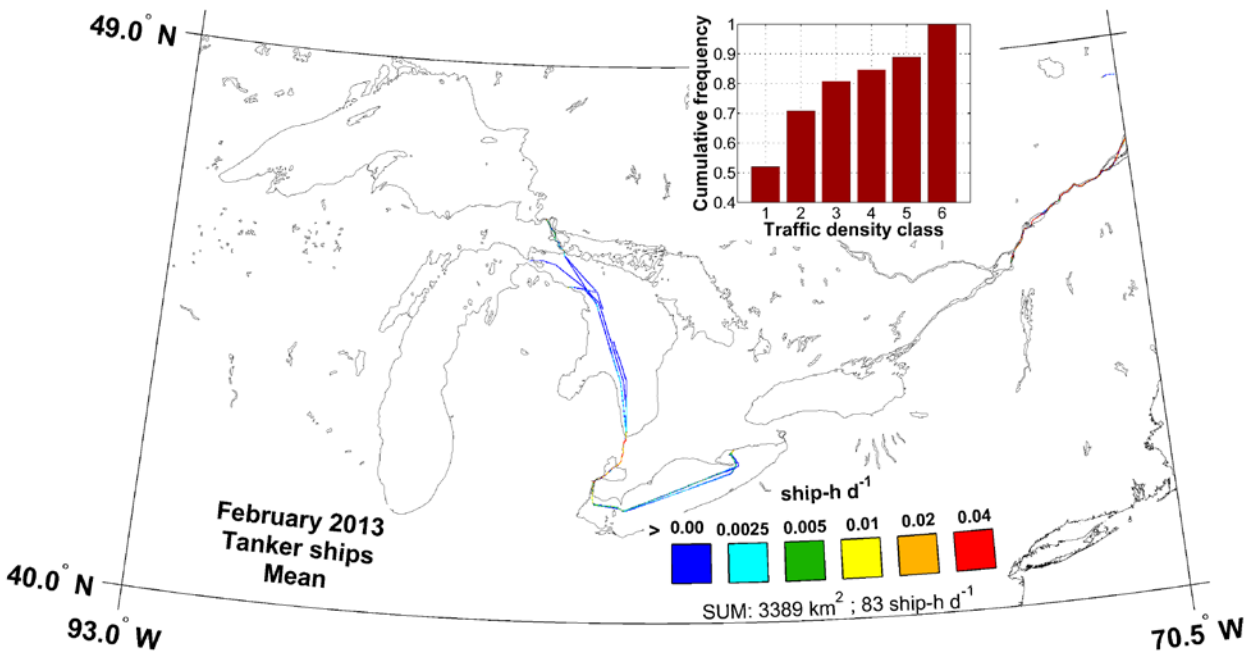 49.0° N
Cumulative frequency
1
0.9
0.8
0.7
0.6
0.5
0.4
1 2 3 4 5 6
Traffic density class
ship-h d⁻¹
> 0.00 0.0025 0.005 0.01 0.02 0.04
SUM: 3389 km² ; 83 ship-h d⁻¹
February 2013
Tanker ships
Mean
40.0° N
93.0° W
70.5° W